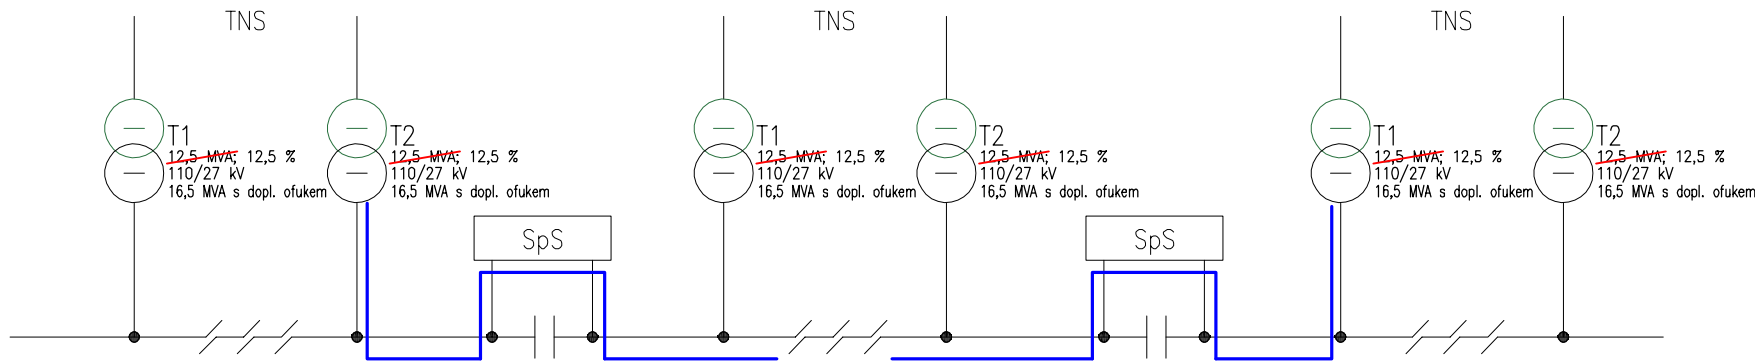 TNS
TNS
TNS
T1
12,5 MVA; 12,5 %
110/27 kV
16,5 MVA s dopl. ofukem
T2
12,5 MVA; 12,5 %
110/27 kV
16,5 MVA s dopl. ofukem
T1
12,5 MVA; 12,5 %
110/27 kV
16,5 MVA s dopl. ofukem
T2
12,5 MVA; 12,5 %
110/27 kV
16,5 MVA s dopl. ofukem
T1
12,5 MVA; 12,5 %
110/27 kV
16,5 MVA s dopl. ofukem
T2
12,5 MVA; 12,5 %
110/27 kV
16,5 MVA s dopl. ofukem
SpS
SpS